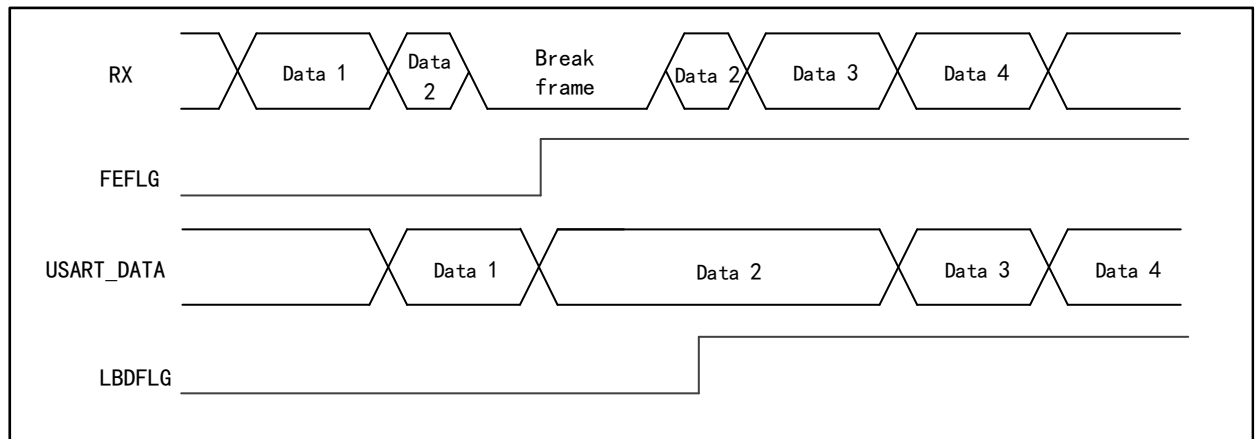 RX
Data 1
Data
2
Break
frame
Data 2
Data 3
Data 4
FEFLG
USART_DATA
Data 1
Data 2
Data 3
Data 4
LBDFLG